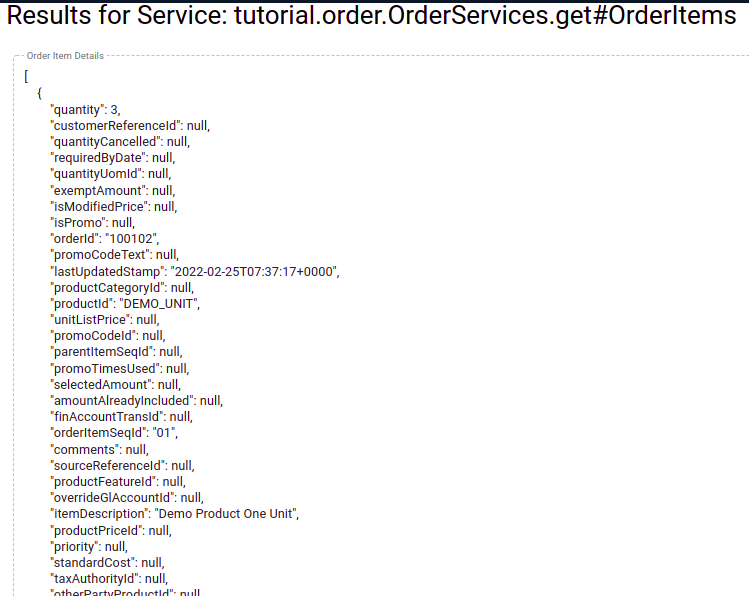 Results for Service: tutorial.order.OrderServices.get#OrderItems
Order Item Details
[
{
"quantity": 3,
"customerReferenceId": null,
"quantityCancelled": null,
"requiredByDate": null,
"quantityUomId": null,
"exemptAmount": null,
"isModifiedPrice": null,
"isPromo": null,
"orderId": "100102",
"promoCodeText": null,
"lastUpdatedStamp": "2022-02-25T07:37:17+0000",
"productCategoryId": null,
"productId": "DEMO_UNIT",
"unitListPrice": null,
"promoCodeId": null,
"parentItemSeqId": null,
"promoTimesUsed": null,
"selectedAmount": null,
"amountAlreadyIncluded": null,
"finAccountTransId": null,
"orderItemSeqId": "01",
"comments": null,
"sourceReferenceId": null,
"productFeatureId": null,
"overrideGlAccountId": null,
"itemDescription": "Demo Product One Unit",
"productPriceId": null,
"priority": null,
"standardCost": null,
"taxAuthorityId": null,
"otherPartyProductId": null